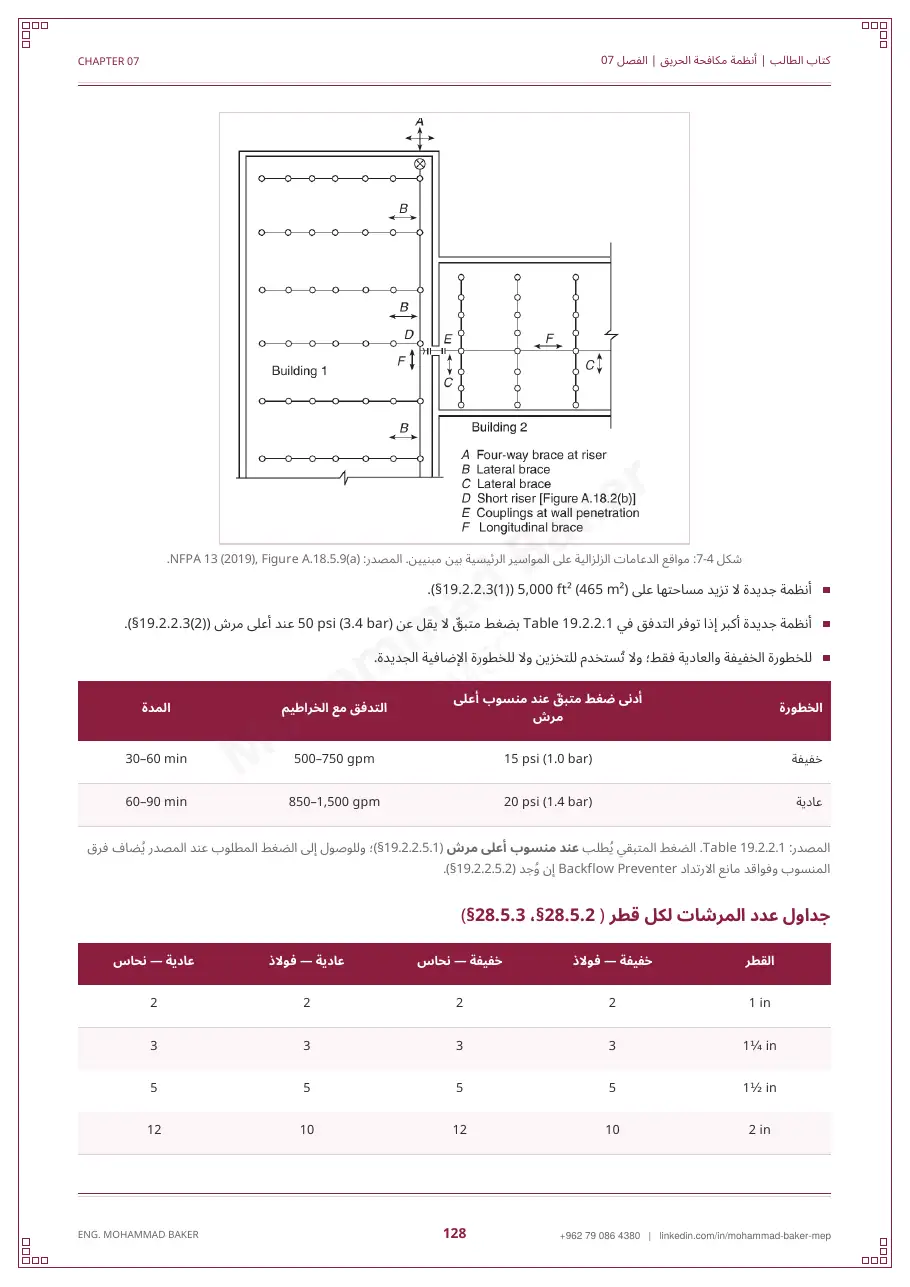 كتاب الطالب | أنظمة مكافحة الحريق | الفصل 07
CHAPTER 07
A
B
B
D
E
F
F
C
C
Building 1
B
Building 2
A Four-way brace at riser
B Lateral brace
C Lateral brace
D Short riser [Figure A.18.2(b)]
E Couplings at wall penetration
F Longitudinal brace
شكل 4-7: مواقع الدعامات الزلزالية على المواسير الرئيسية بين مبنيين. المصدر: NFPA 13 (2019), Figure A.18.5.9(a).
أنظمة جديدة لا تزيد مساحتها على 5,000 ft² (465 m²) (§19.2.2.3(1)).
أنظمة جديدة أكبر إذا توفر التدفق في Table 19.2.2.1 بضغط متبقٍّ لا يقل عن 50 psi (3.4 bar) عند أعلى مرش (§19.2.2.3(2)).
للخطورة الخفيفة والعادية فقط؛ ولا تُستخدم للتخزين ولا للخطورة الإضافية الجديدة.
الخطورة | أدنى ضغط متبقٍّ عند منسوب أعلى مرش | التدفق مع الخراطيم | المدة
خفيفة | 15 psi (1.0 bar) | 500–750 gpm | 30–60 min
عادية | 20 psi (1.4 bar) | 850–1,500 gpm | 60–90 min
المصدر: Table 19.2.2.1. الضغط المتبقي يُطلب عند منسوب أعلى مرش (§19.2.2.5.1)؛ وللوصول إلى الضغط المطلوب عند المصدر يُضاف فرق
المنسوب وفواقد مانع الارتداد Backflow Preventer إن وُجد (§19.2.2.5.2).
جداول عدد المرشات لكل قطر ( §28.5.2، §28.5.3)
القطر | خفيفة — فولاذ | خفيفة — نحاس | عادية — فولاذ | عادية — نحاس
1 in | 2 | 2 | 2 | 2
1¼ in | 3 | 3 | 3 | 3
1½ in | 5 | 5 | 5 | 5
2 in | 10 | 12 | 10 | 12
ENG. MOHAMMAD BAKER
128
+962 79 086 4380 | linkedin.com/in/mohammad-baker-mep